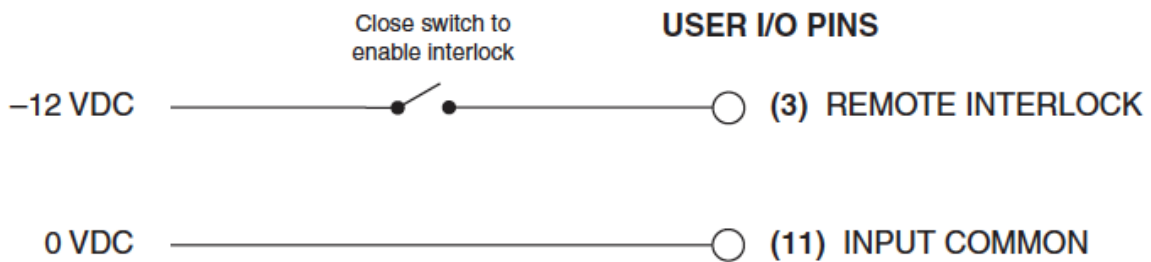 Close switch to
enable interlock
USER I/O PINS
–12 VDC
(3) REMOTE INTERLOCK
0 VDC
(11) INPUT COMMON